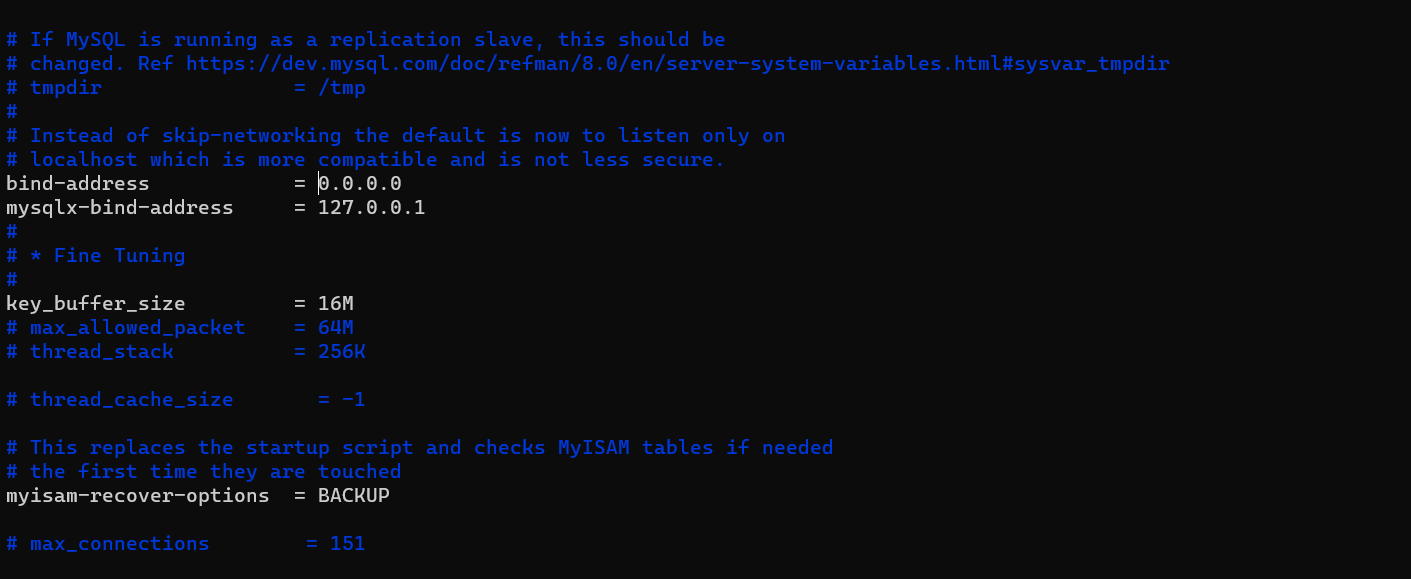 # If MySQL is running as a replication slave, this should be
# changed. Ref https://dev.mysql.com/doc/refman/8.0/en/server-system-variables.html#sysvar_tmpdir
# tmpdir                = /tmp
#
# Instead of skip-networking the default is now to listen only on
# localhost which is more compatible and is not less secure.
bind-address            = 0.0.0.0
mysqlx-bind-address     = 127.0.0.1
#
# * Fine Tuning
#
key_buffer_size         = 16M
# max_allowed_packet    = 64M
# thread_stack          = 256K
# thread_cache_size       = -1
# This replaces the startup script and checks MyISAM tables if needed
# the first time they are touched
myisam-recover-options  = BACKUP
# max_connections        = 151